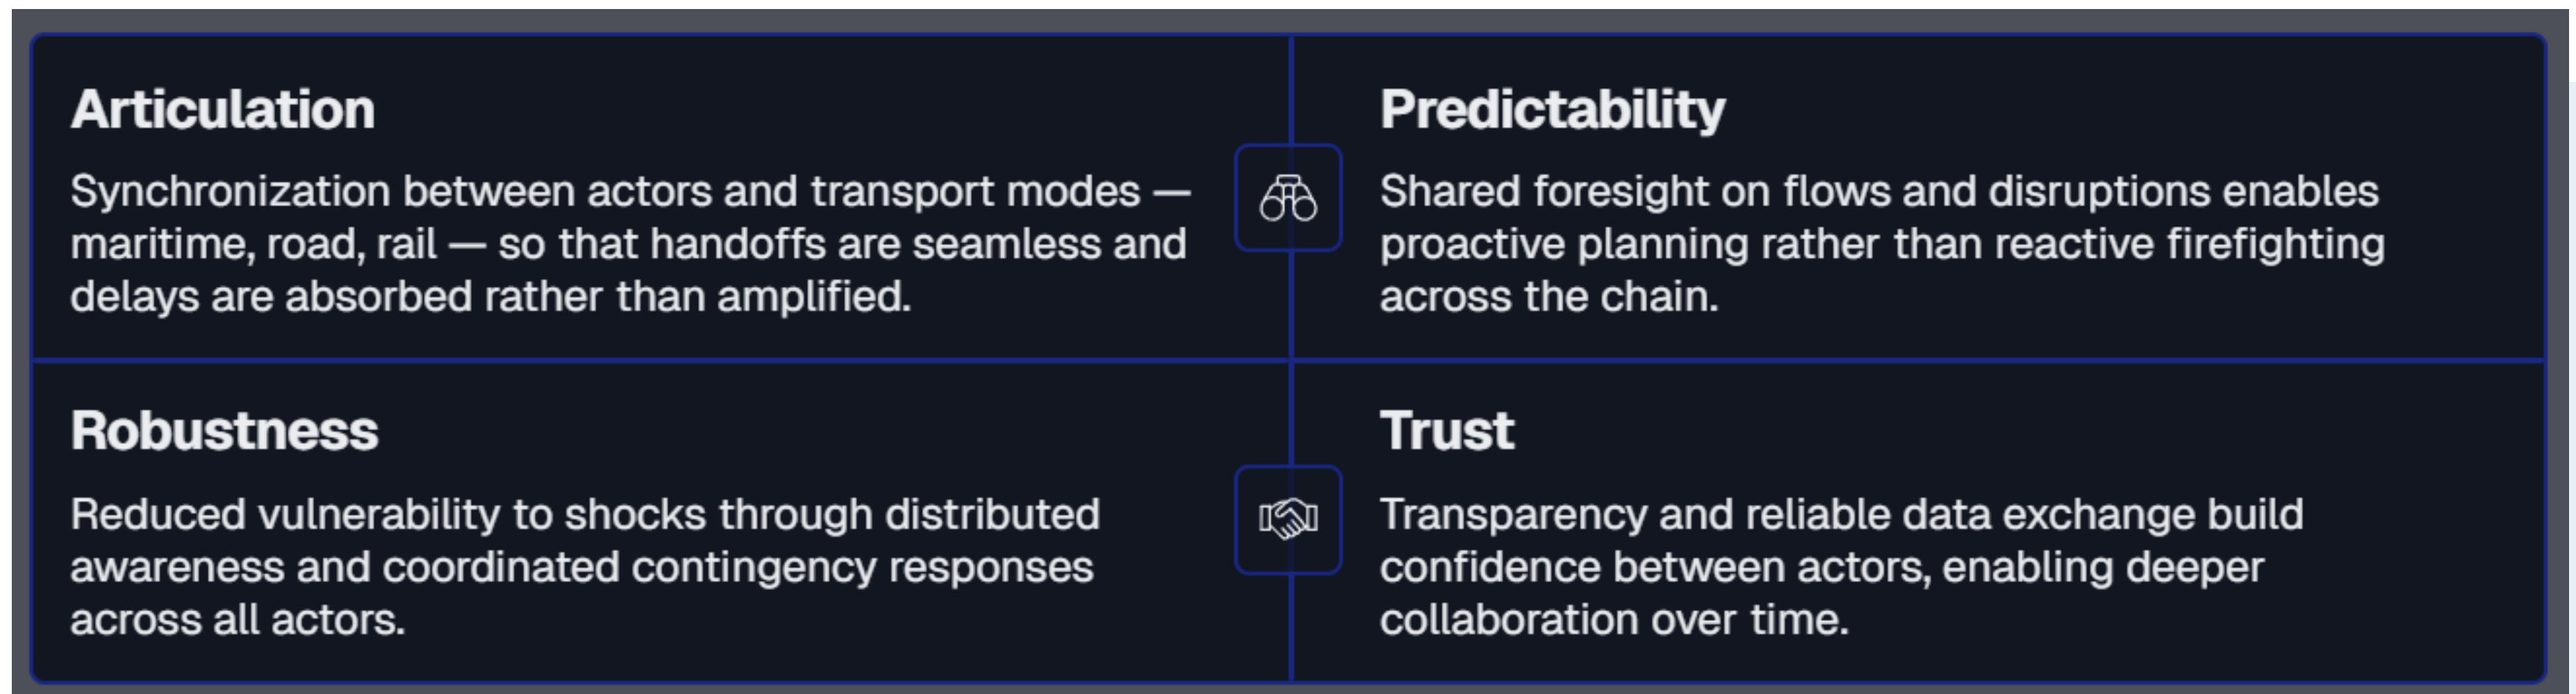 Articulation
Synchronization between actors and transport modes —
maritime, road, rail — so that handoffs are seamless and
delays are absorbed rather than amplified.
Predictability
Shared foresight on flows and disruptions enables
proactive planning rather than reactive firefighting
across the chain.
Robustness
Reduced vulnerability to shocks through distributed
awareness and coordinated contingency responses
across all actors.
Trust
Transparency and reliable data exchange build
confidence between actors, enabling deeper
collaboration over time.